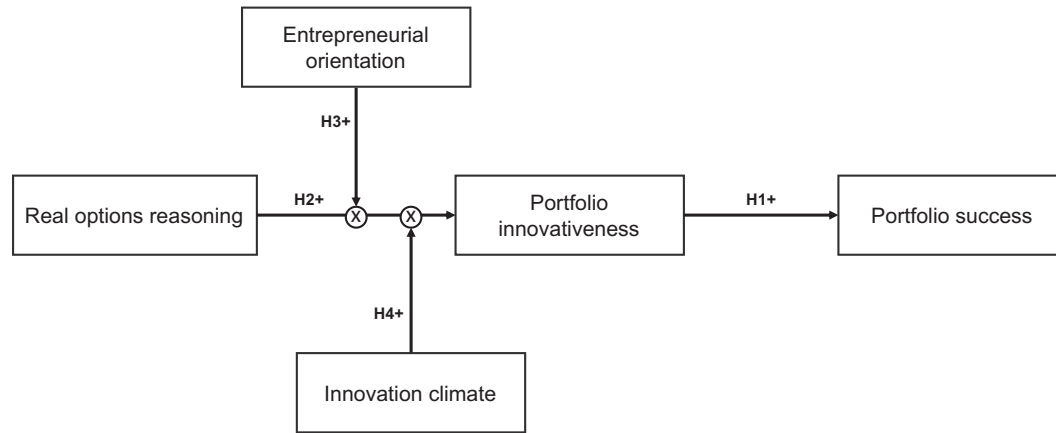 Entrepreneurial
orientation
H3+
Real options reasoning
H2+
X
X
Portfolio
innovativeness
H1+
Portfolio success
H4+
Innovation climate